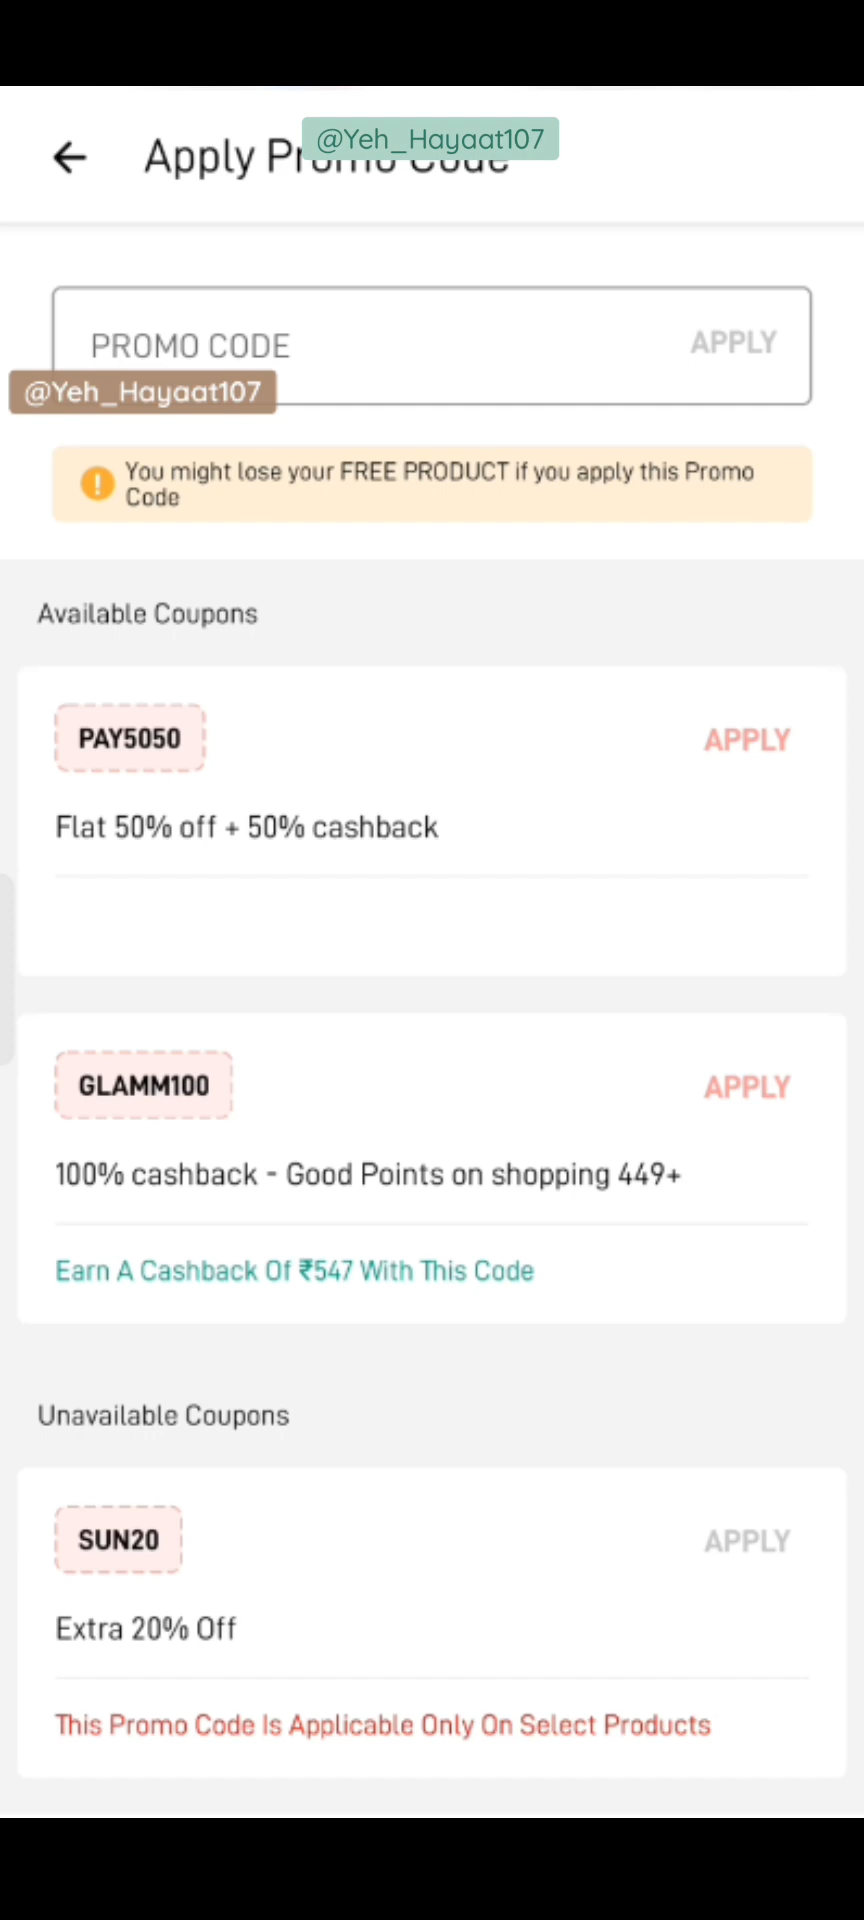 @Yeh_Hayaat107
Apply Promo Code
PROMO CODE
APPLY
@Yeh_Hayaat107
You might lose your FREE PRODUCT if you apply this Promo
Code
Available Coupons
PAY5050
APPLY
Flat 50% off + 50% cashback
GLAMM100
APPLY
100% cashback - Good Points on shopping 449+
Earn A Cashback Of ₹547 With This Code
Unavailable Coupons
SUN20
APPLY
Extra 20% Off
This Promo Code Is Applicable Only On Select Products